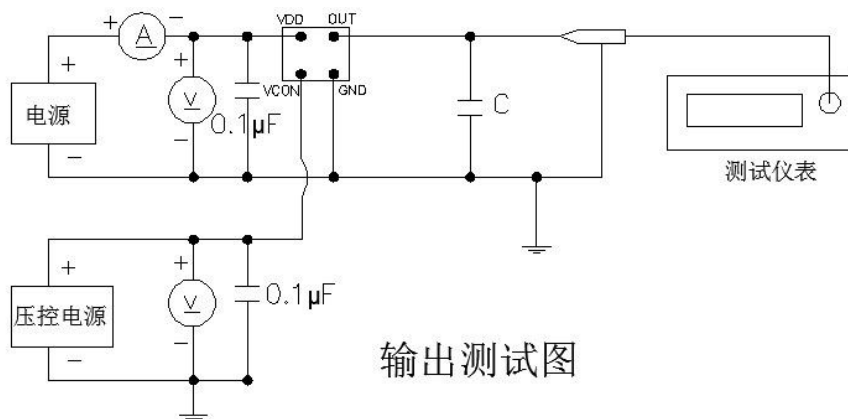 + A −
VDD OUT
+
电源
−
+
V
−
0.1μF
VCON GND
C
测试仪表
+
压控电源
−
+
V
−
0.1μF
输出测试图